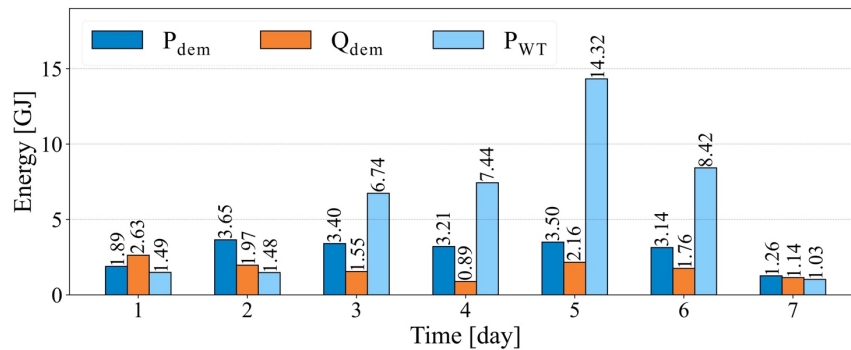 P_dem Q_dem P_WT
Energy [GJ]
15
10
5
0
1.89 2.63 1.49
3.65 1.97 1.48
3.40 1.55 6.74
3.21 0.89 7.44
3.50 2.16 14.32
3.14 1.76 8.42
1.26 1.14 1.03
1 2 3 4 5 6 7
Time [day]